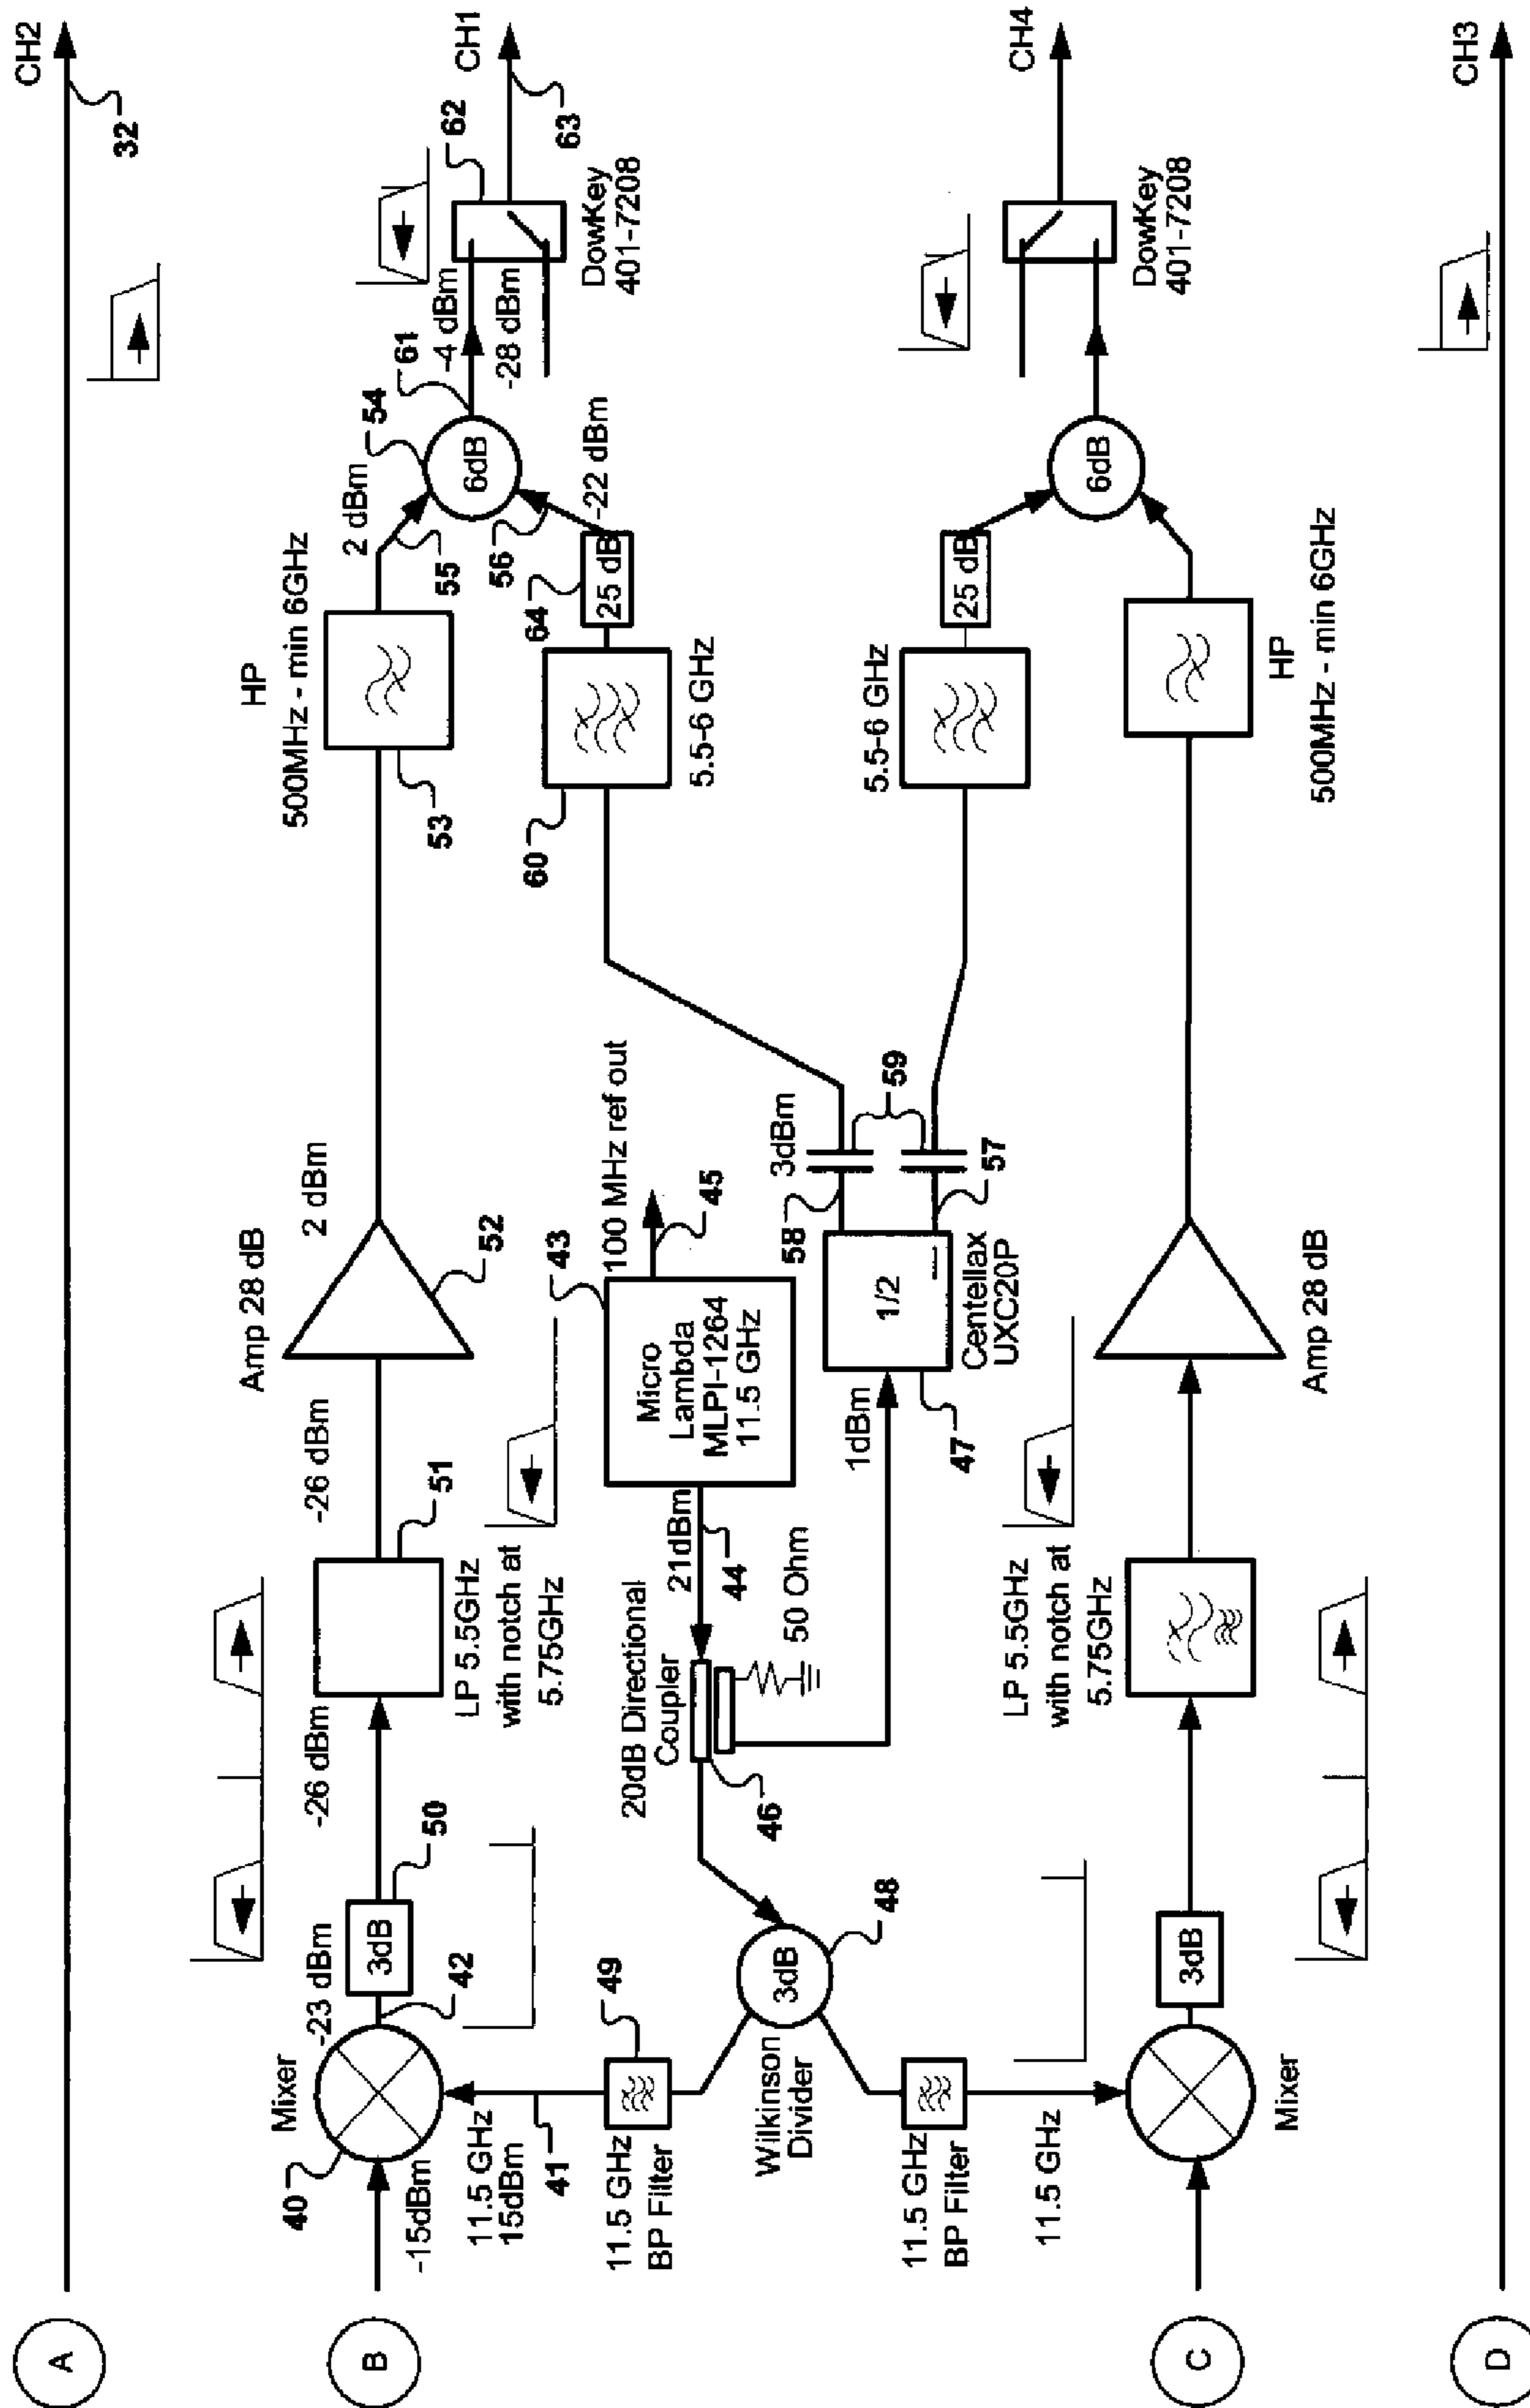 A
CH2
32
B
-15dBm
40
Mixer
-23 dBm
42
3dB
50
-26 dBm
LP 5.5GHz
with notch at
5.75GHz
51
-26 dBm
Amp 28 dB
52
2 dBm
HP
500MHz - min 6GHz
53
2 dBm
55
54
6dB
61
-4 dBm
-28 dBm
62
DowKey
401-7208
CH1
63
11.5 GHz
15dBm
41
11.5 GHz
BP Filter
49
Wilkinson
Divider
3dB
48
20dB Directional
Coupler
46
50 Ohm
21dBm
44
Micro
Lambda
MLPI-1264
11.5 GHz
43
100 MHz ref out
45
1dBm
1/2
47
Centellax
UXC20P
58
3dBm
59
57
60
5.5-6 GHz
64
25 dB
56
-22 dBm
5.5-6 GHz
25 dB
11.5 GHz
BP Filter
11.5 GHz
C
Mixer
3dB
LP 5.5GHz
with notch at
5.75GHz
Amp 28 dB
HP
500MHz - min 6GHz
6dB
DowKey
401-7208
CH4
D
CH3